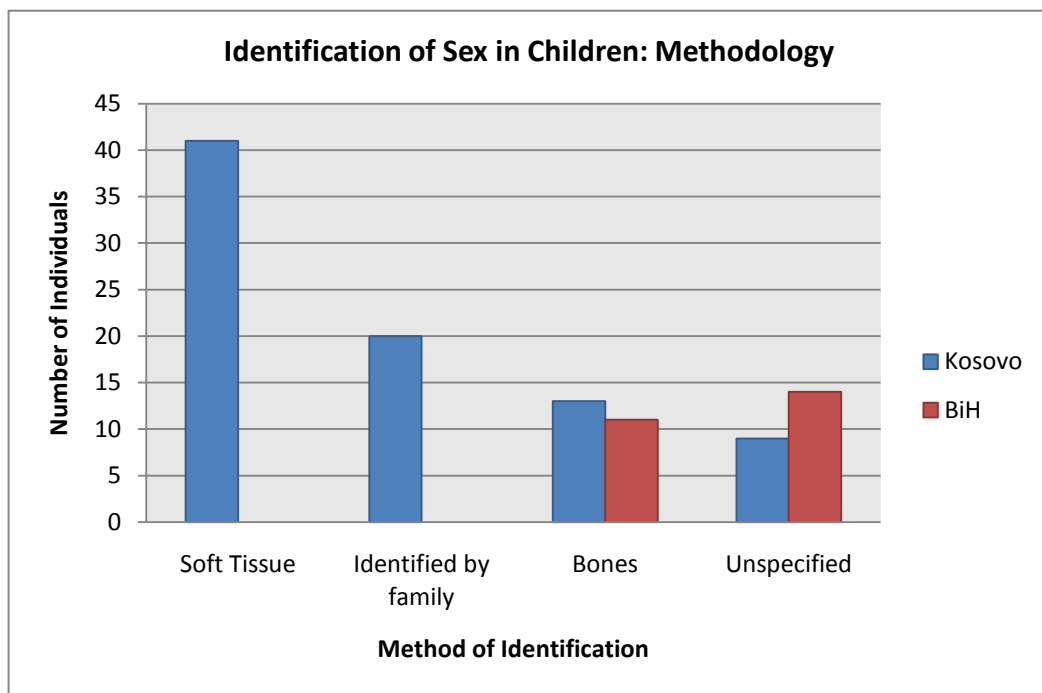 Identification of Sex in Children: Methodology
45
40
35
30
25
20
15
10
5
0
Number of Individuals
Soft Tissue
Identified by
family
Bones
Unspecified
Method of Identification
Kosovo
BiH